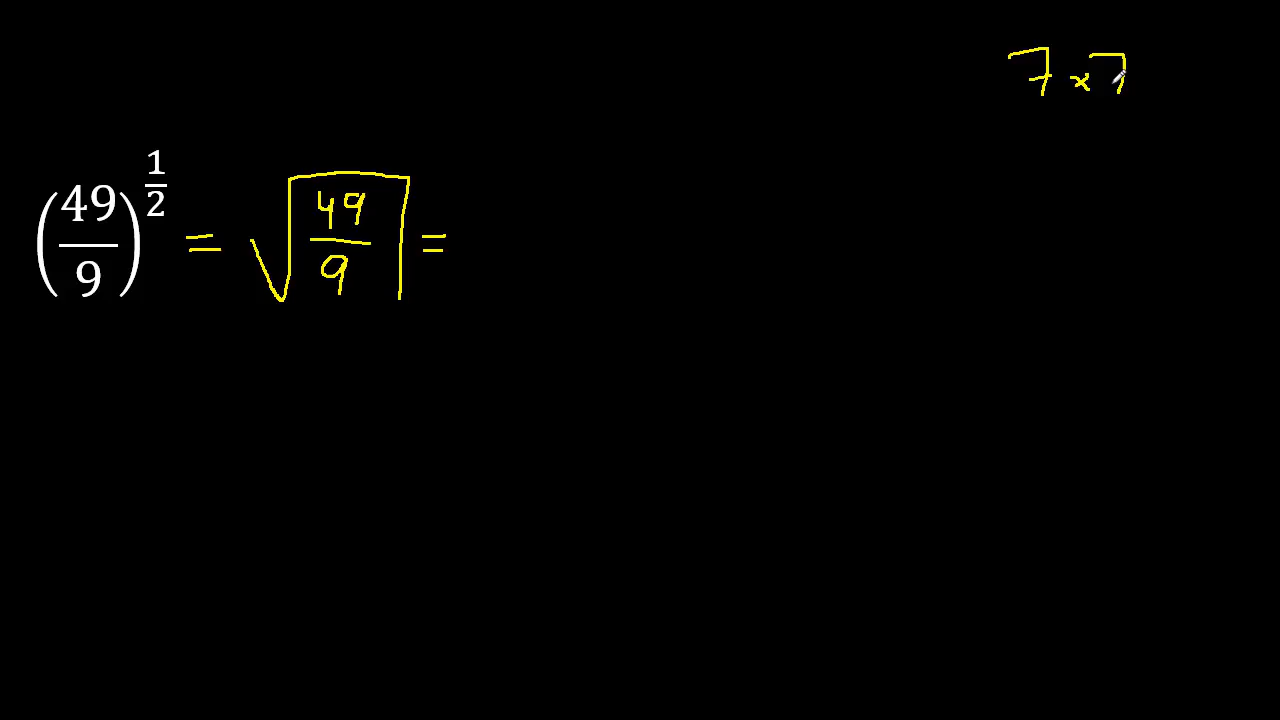 7 x 7
(49/9)^(1/2) = √(49/9) =